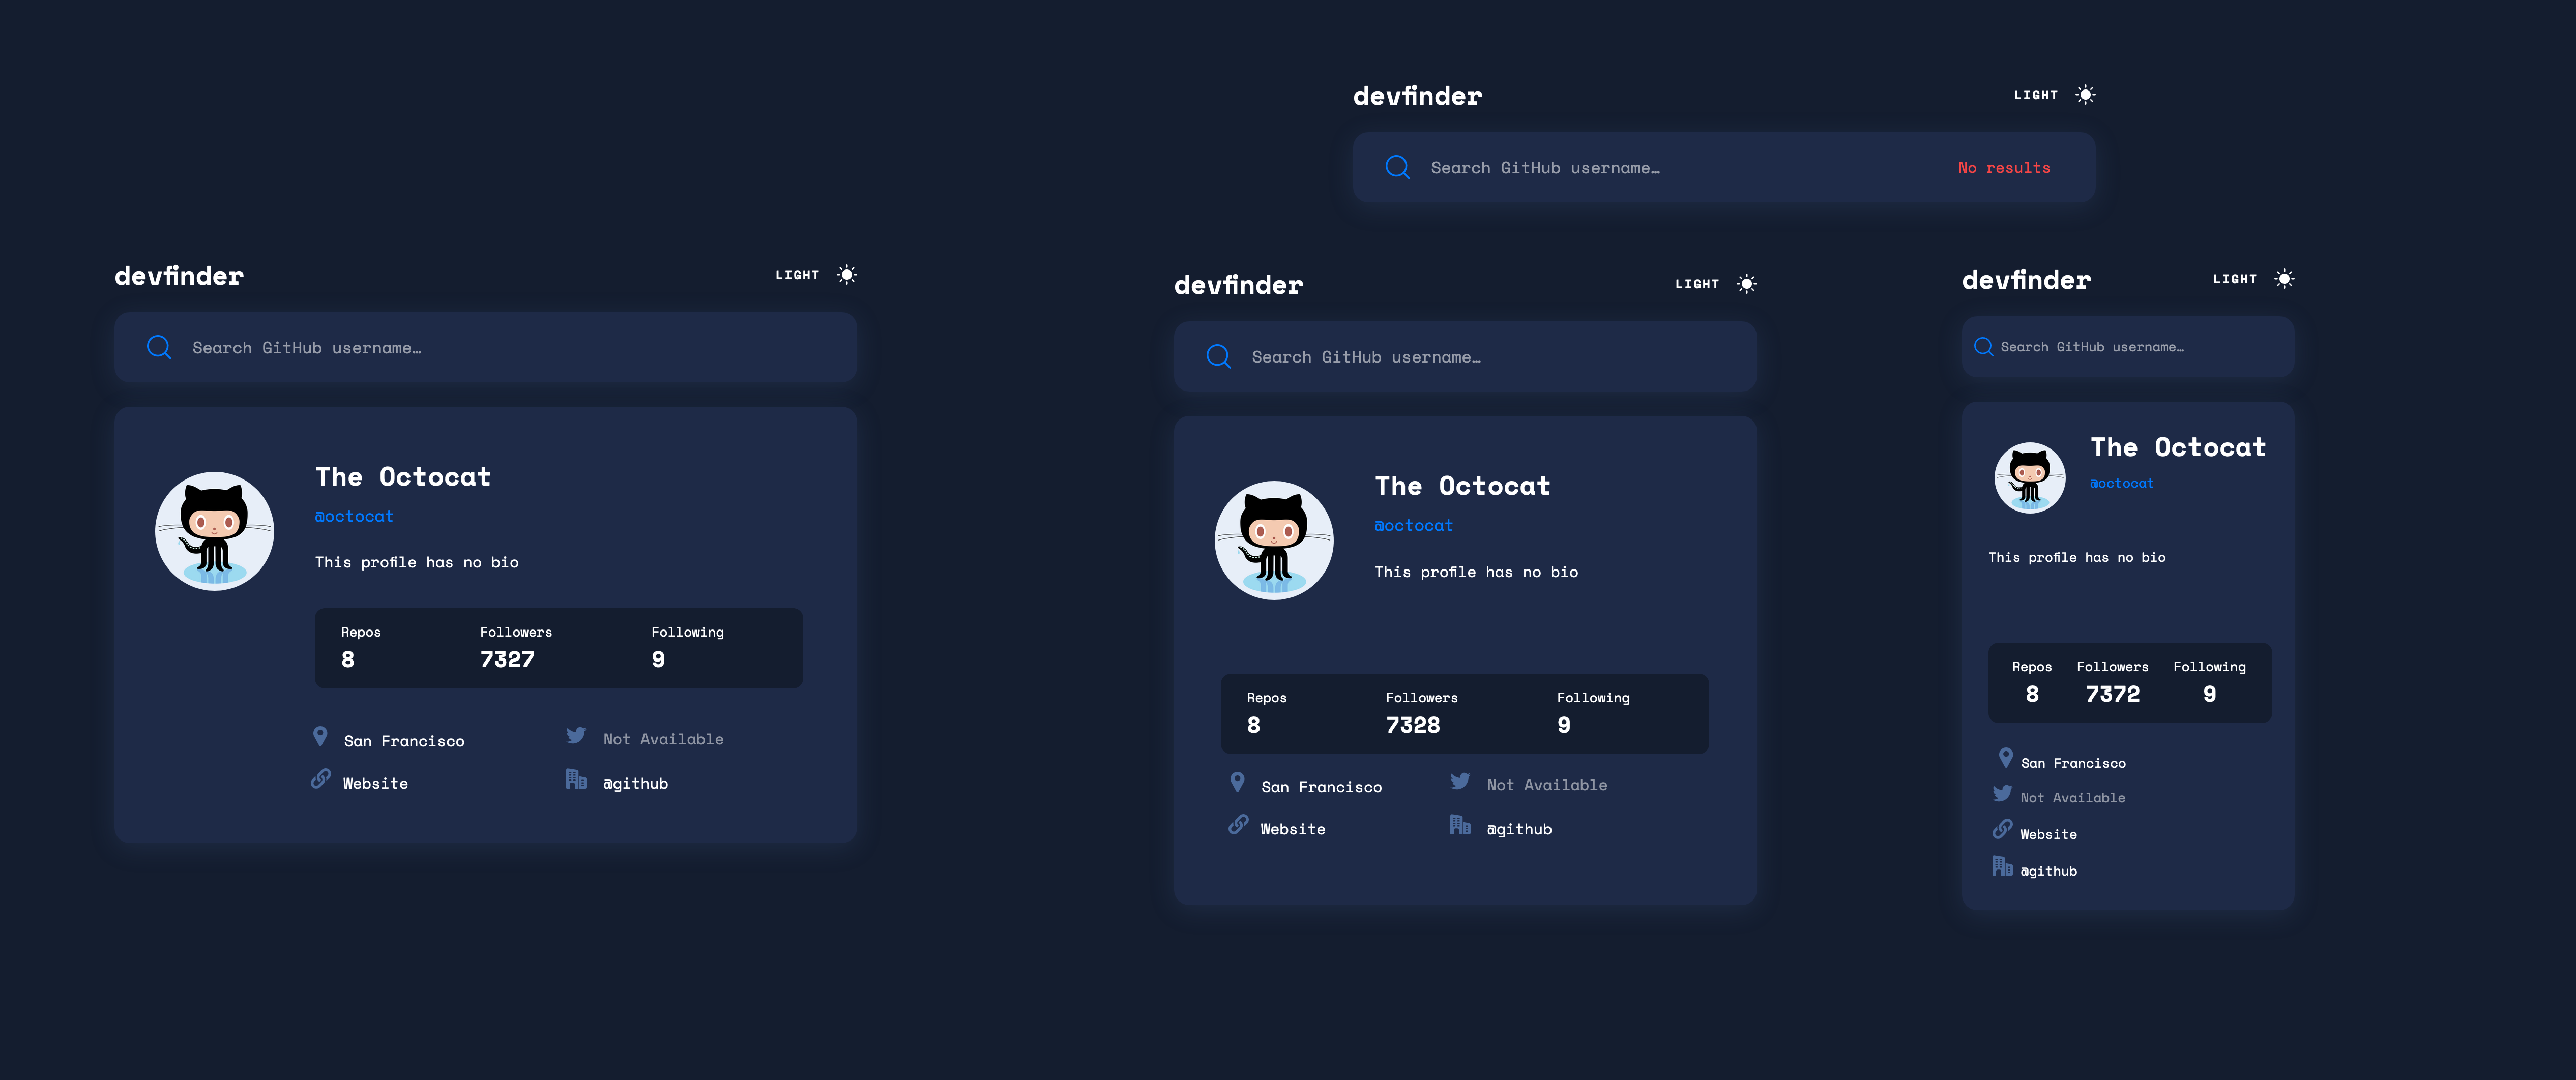 devfinder
LIGHT
Search GitHub username…
No results
devfinder
LIGHT
Search GitHub username…
The Octocat
@octocat
This profile has no bio
Repos Followers Following
8 7327 9
San Francisco Not Available
Website @github
devfinder
LIGHT
Search GitHub username…
The Octocat
@octocat
This profile has no bio
Repos Followers Following
8 7328 9
San Francisco Not Available
Website @github
devfinder
LIGHT
Search GitHub username…
The Octocat
@octocat
This profile has no bio
Repos Followers Following
8 7372 9
San Francisco
Not Available
Website
@github